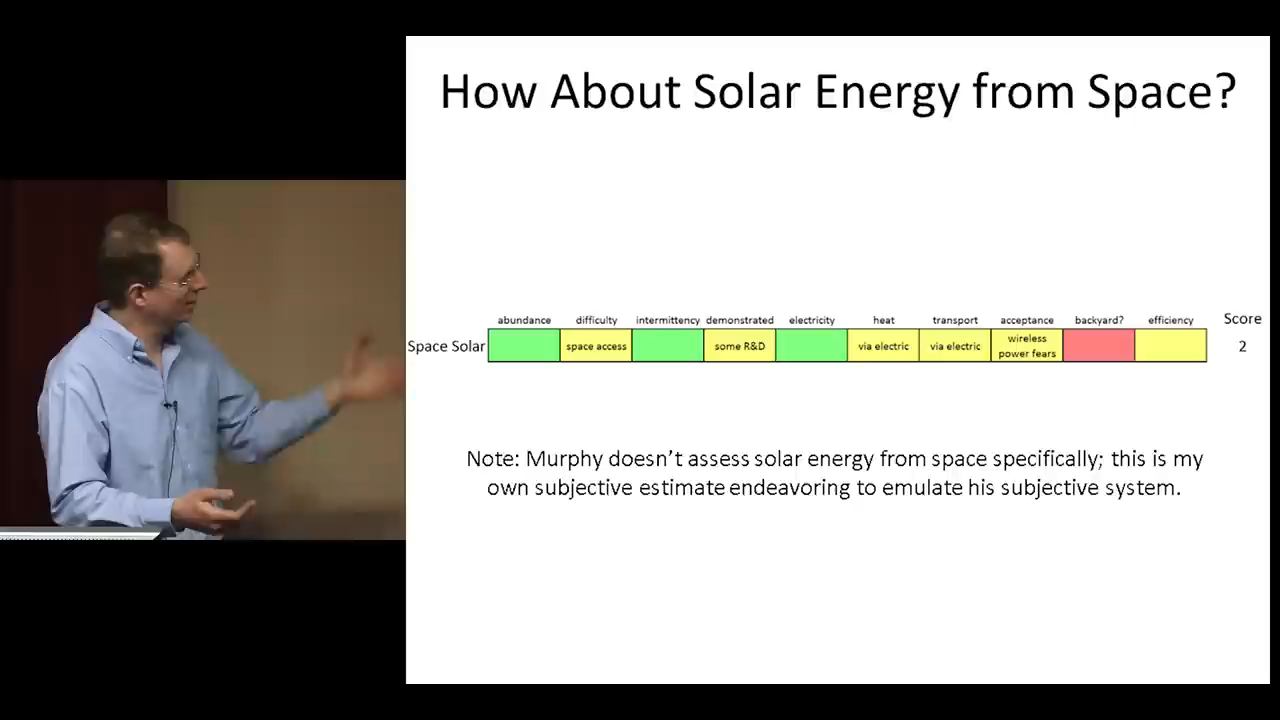 How About Solar Energy from Space?
abundance difficulty intermittency demonstrated electricity heat transport acceptance backyard? efficiency Score
Space Solar space access some R&D via electric via electric wireless power fears 2
Note: Murphy doesn't assess solar energy from space specifically; this is my
own subjective estimate endeavoring to emulate his subjective system.